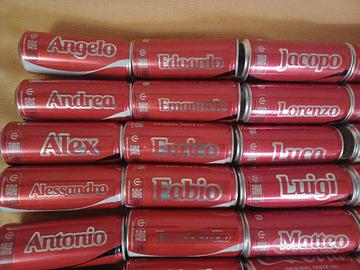 Angelo
Edoardo
Jacopo
Andrea
Emanuele
Lorenzo
Alex
Enrico
Luca
Alessandro
Fabio
Luigi
Antonio
Matteo